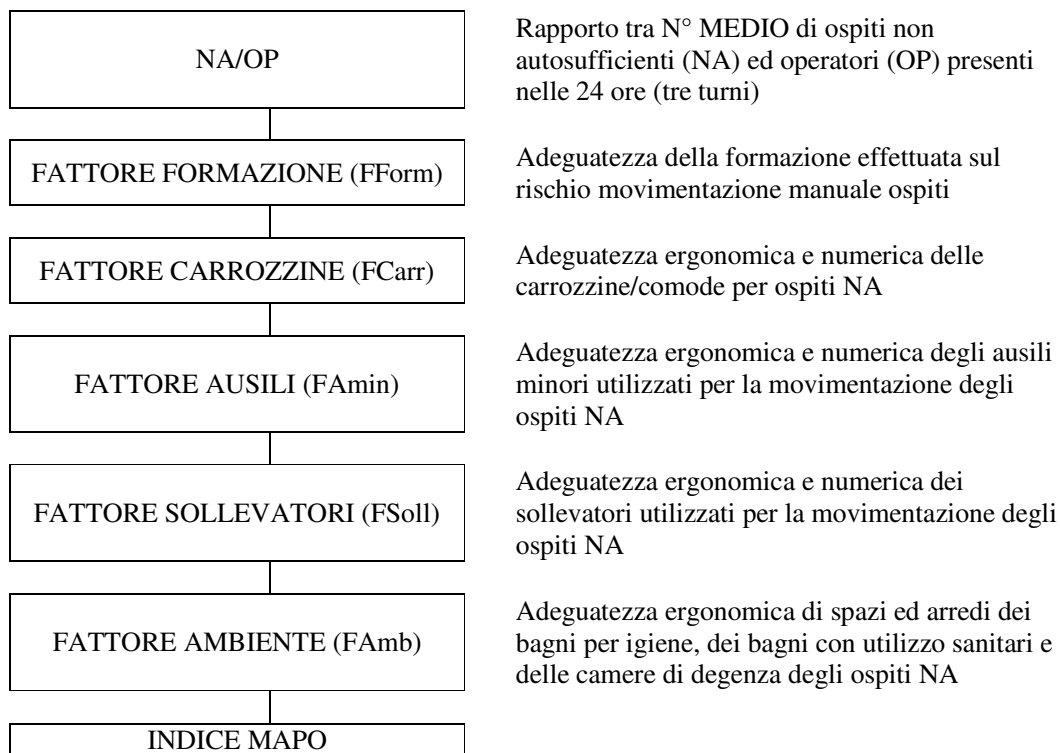 NA/OP
Rapporto tra N° MEDIO di ospiti non
autosufficienti (NA) ed operatori (OP) presenti
nelle 24 ore (tre turni)
FATTORE FORMAZIONE (FForm)
Adeguatezza della formazione effettuata sul
rischio movimentazione manuale ospiti
FATTORE CARROZZINE (FCarr)
Adeguatezza ergonomica e numerica delle
carrozzine/comode per ospiti NA
FATTORE AUSILI (FAmin)
Adeguatezza ergonomica e numerica degli ausili
minori utilizzati per la movimentazione degli
ospiti NA
FATTORE SOLLEVATORI (FSoll)
Adeguatezza ergonomica e numerica dei
sollevatori utilizzati per la movimentazione degli
ospiti NA
FATTORE AMBIENTE (FAmb)
Adeguatezza ergonomica di spazi ed arredi dei
bagni per igiene, dei bagni con utilizzo sanitari e
delle camere di degenza degli ospiti NA
INDICE MAPO